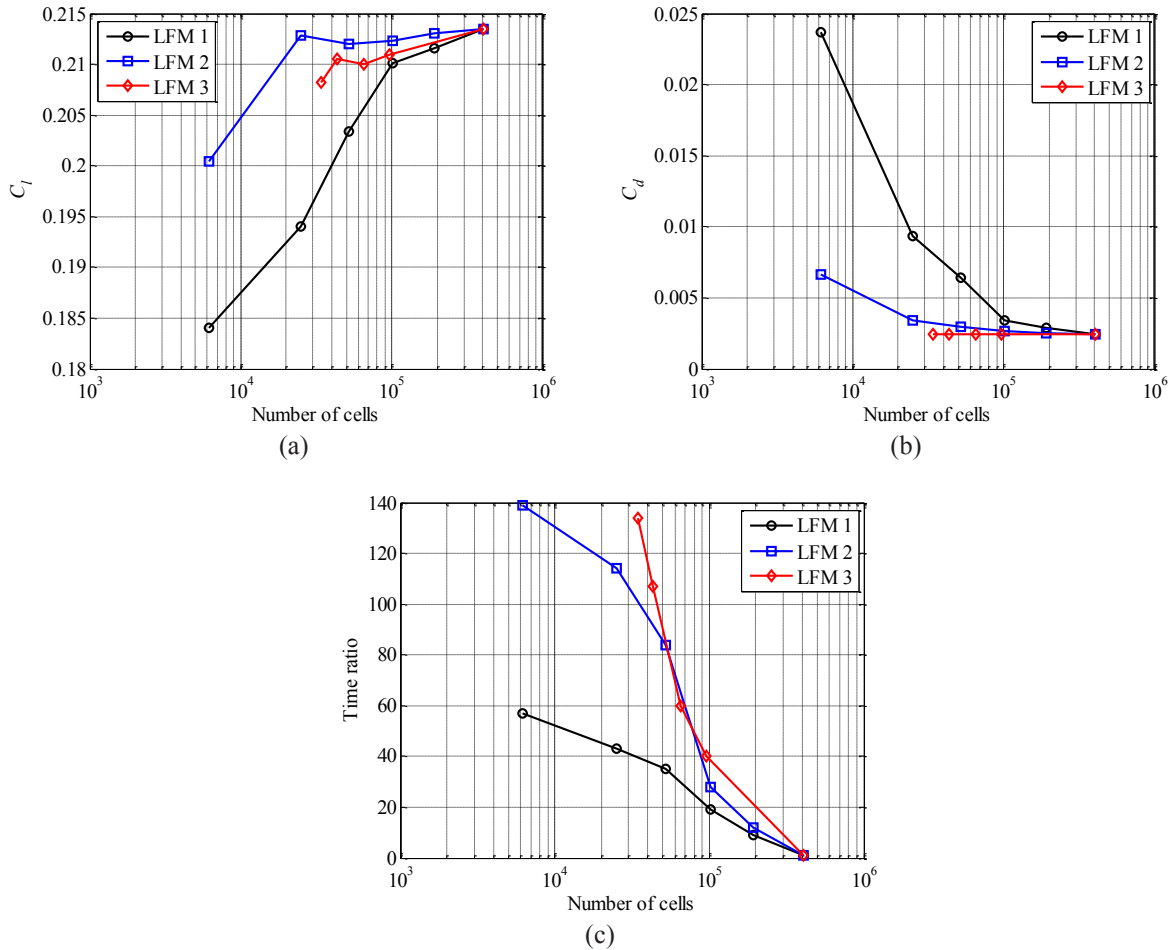 0.215
0.21
0.205
0.2
0.195
0.19
0.185
0.18
C_l
LFM 1
LFM 2
LFM 3
10^3 10^4 10^5 10^6
Number of cells
(a)
0.025
0.02
0.015
0.01
0.005
0
C_d
LFM 1
LFM 2
LFM 3
10^3 10^4 10^5 10^6
Number of cells
(b)
140
120
100
80
60
40
20
0
Time ratio
LFM 1
LFM 2
LFM 3
10^3 10^4 10^5 10^6
Number of cells
(c)